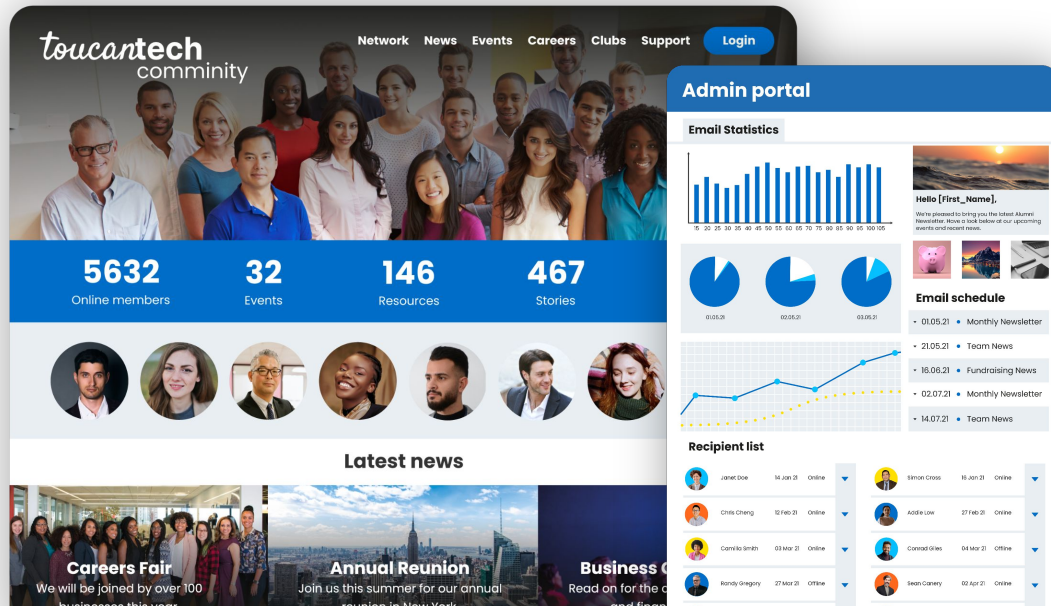 toucantech
comminity
Network News Events Careers Clubs Support Login
5632
Online members
32
Events
146
Resources
467
Stories
Latest news
Careers Fair
We will be joined by over 100
businesses this year
Annual Reunion
Join us this summer for our annual
reunion in New York
Business
Read on for the
and
Admin portal
Email Statistics
15 20 25 30 35 40 45 50 55 60 65 70 75 80 85 90 95 100 105
01.05.21
02.05.21
03.05.21
Hello [First_Name],
We're pleased to bring you the latest Alumni
Newsletter. Have a look below at our upcoming
events and recent news.
Email schedule
01.05.21 • Monthly Newsletter
21.05.21 • Team News
16.06.21 • Fundraising News
02.07.21 • Monthly Newsletter
14.07.21 • Team News
Recipient list
Janet Doe 14 Jan 21 Online
Chris Cheng 12 Feb 21 Online
Camilla Smith 03 Mar 21 Online
Randy Gregory 27 Mar 21 Offline
Simon Cross 16 Jan 21 Online
Addie Low 27 Feb 21 Online
Conrad Giles 04 Mar 21 Offline
Sean Canery 02 Apr 21 Online